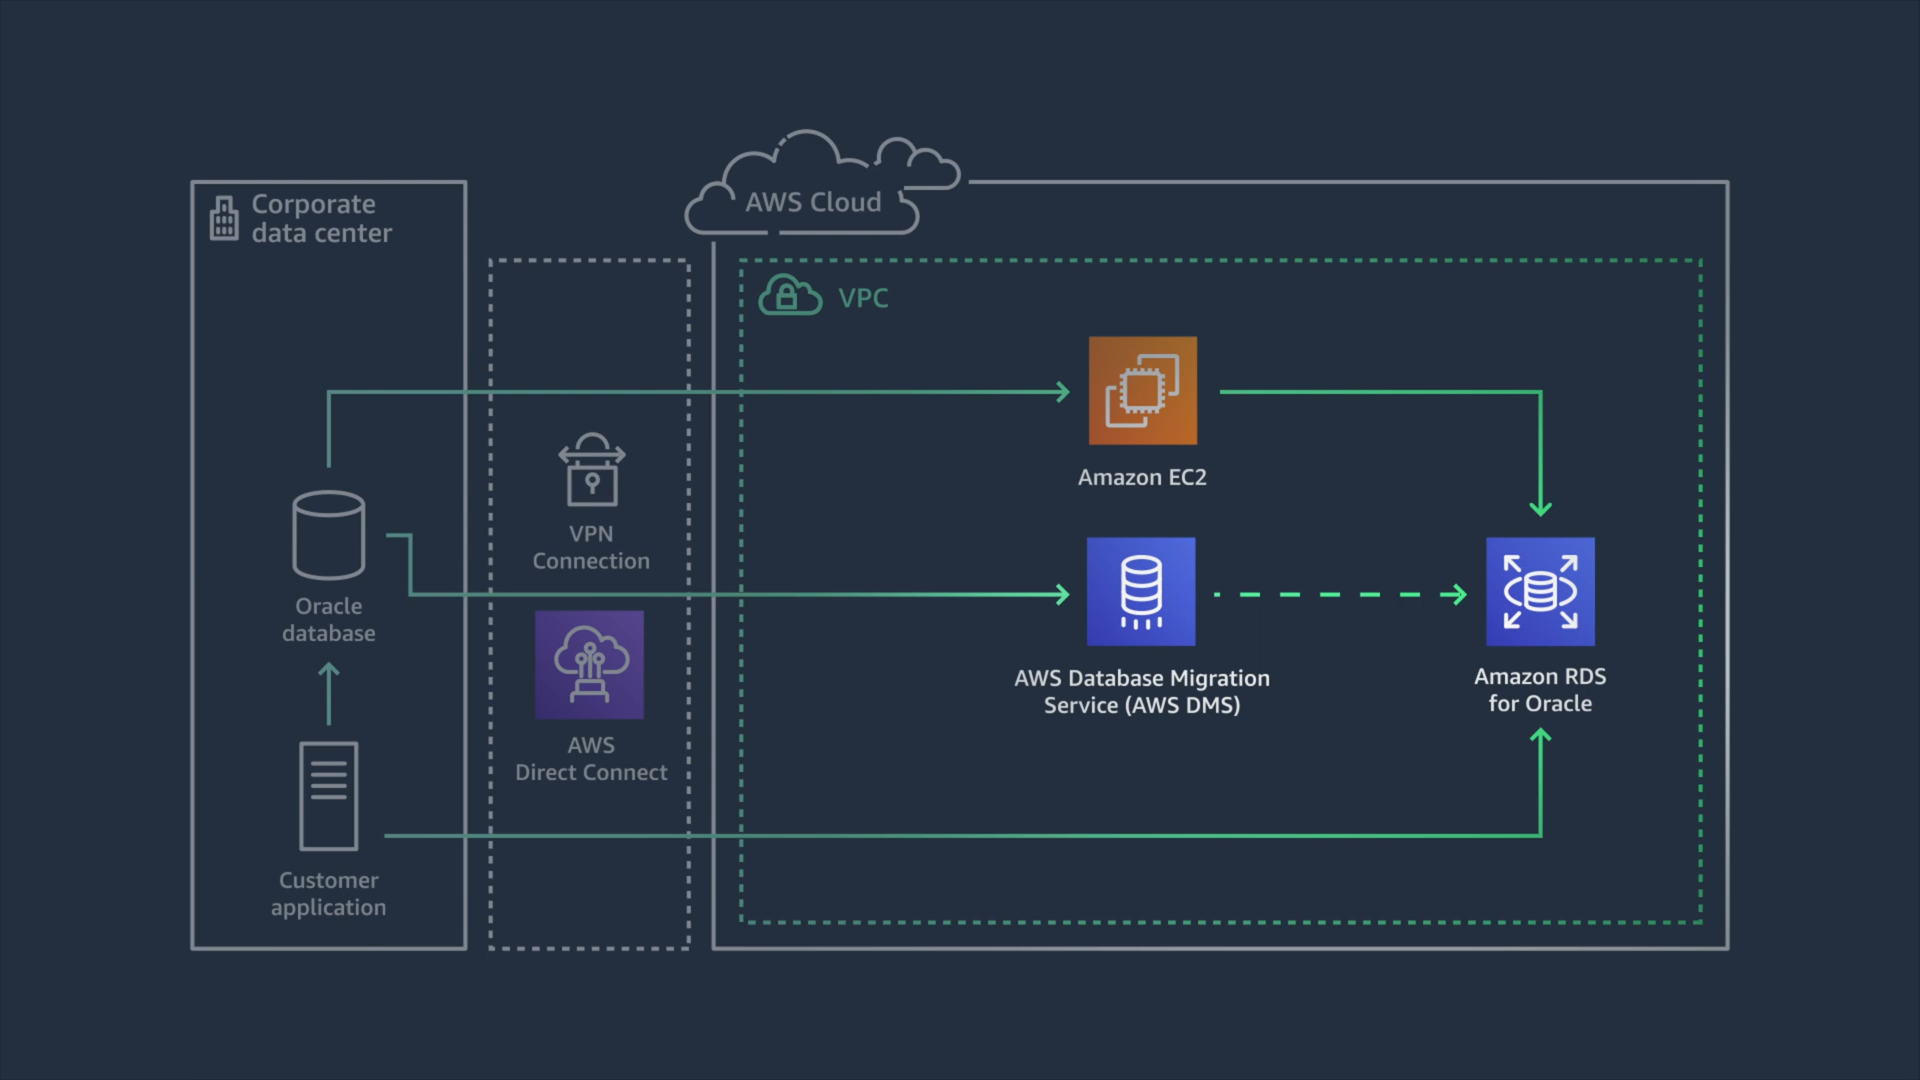 Corporate
data center
AWS Cloud
VPC
Amazon EC2
VPN
Connection
Oracle
database
AWS Database Migration
Service (AWS DMS)
Amazon RDS
for Oracle
AWS
Direct Connect
Customer
application